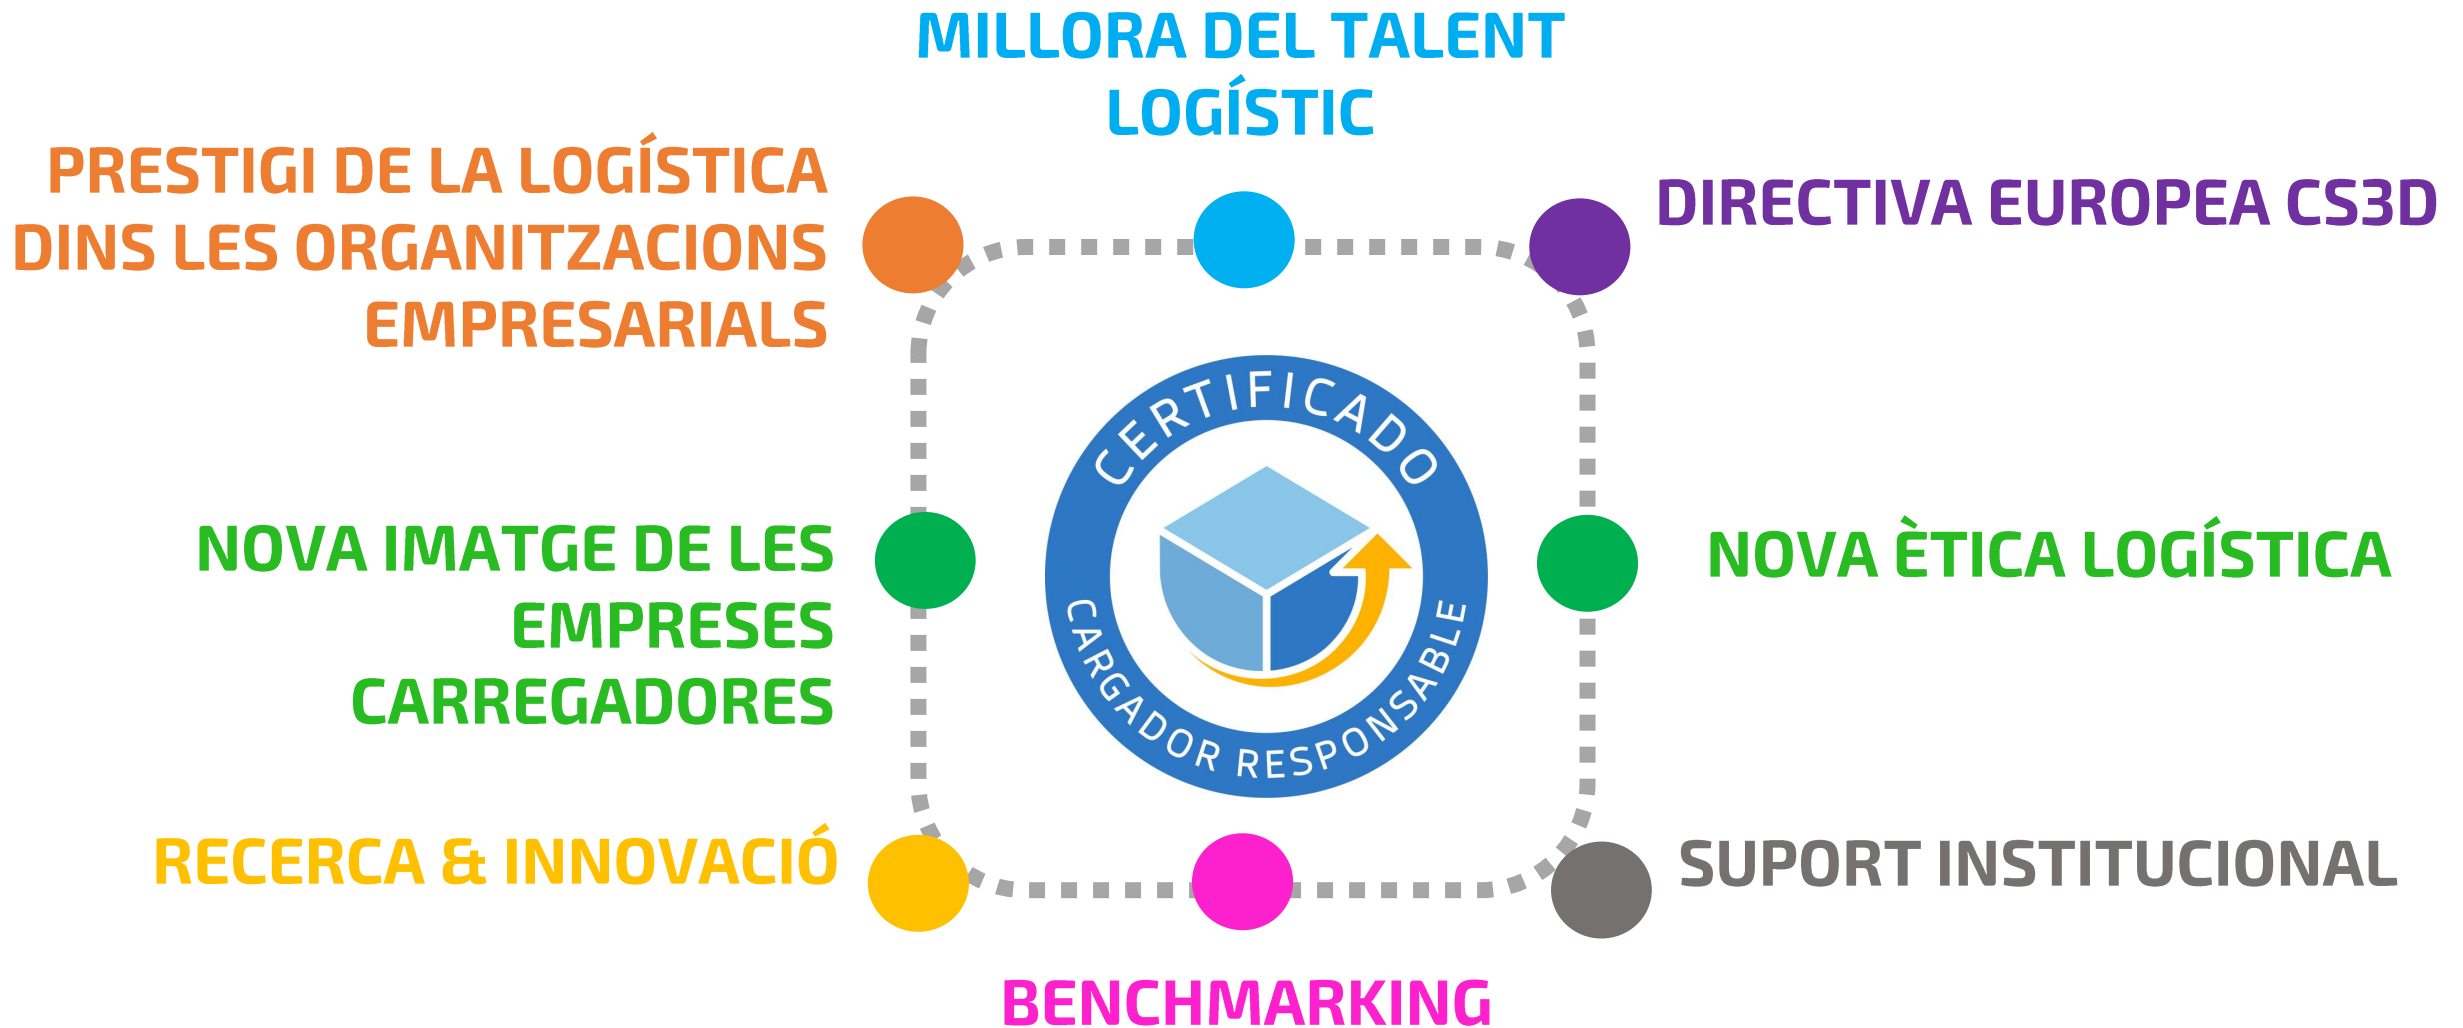 MILLORA DEL TALENT
LOGÍSTIC
PRESTIGI DE LA LOGÍSTICA
DINS LES ORGANITZACIONS
EMPRESARIALS
DIRECTIVA EUROPEA CS3D
CERTIFICADO
CARGADOR RESPONSABLE
NOVA IMATGE DE LES
EMPRESES
CARREGADORES
NOVA ÈTICA LOGÍSTICA
RECERCA & INNOVACIÓ
SUPORT INSTITUCIONAL
BENCHMARKING